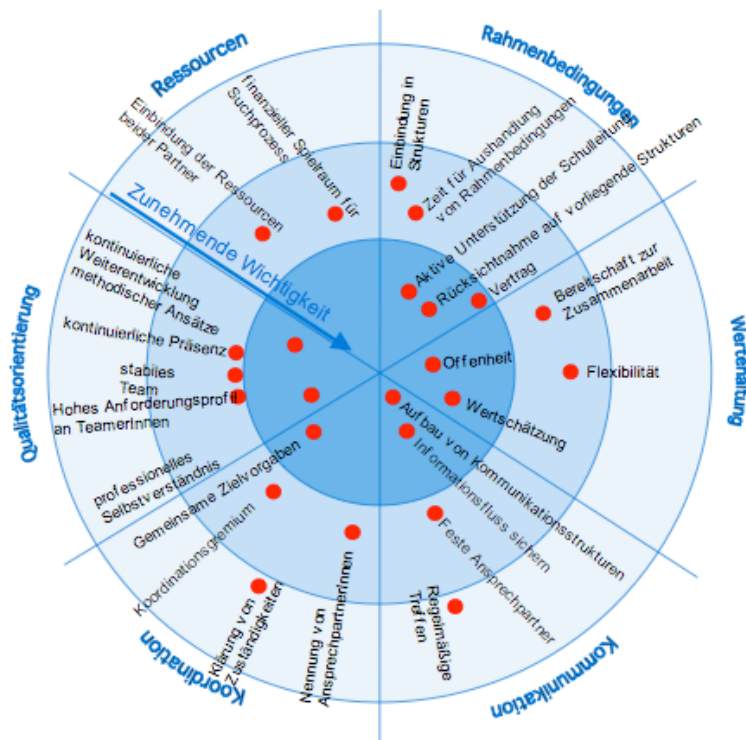 Ressourcen
Rahmenbedingungen
Einbindung der Ressourcen
beider Partner
finanzieller Spielraum für
Suchprozess
Einbindung in
Strukturen
Zeit für Aushandlung
von Rahmenbedingungen
Aktive Unterstützung der Schulleitung
Rücksichtnahme auf vorliegende Strukturen
Vertrag
Zunehmende Wichtigkeit
Bereitschaft zur
Zusammenarbeit
Offenheit
Flexibilität
Wertschätzung
Wertehaltung
Qualitätsorientierung
kontinuierliche
Weiterentwicklung
methodischer Ansätze
kontinuierliche Präsenz
stabiles
Team
Hohes Anforderungsprofil
an TeamerInnen
professionelles
Selbstverständnis
Gemeinsame Zielvorgaben
Koordinationsgremium
Klärung von
Zuständigkeiten
Nennung von
AnsprechpartnerInnen
Koordination
Aufbau von Kommunikationsstrukturen
Informationsfluss sichern
Feste Ansprechpartner
Regelmäßige
Treffen
Kommunikation